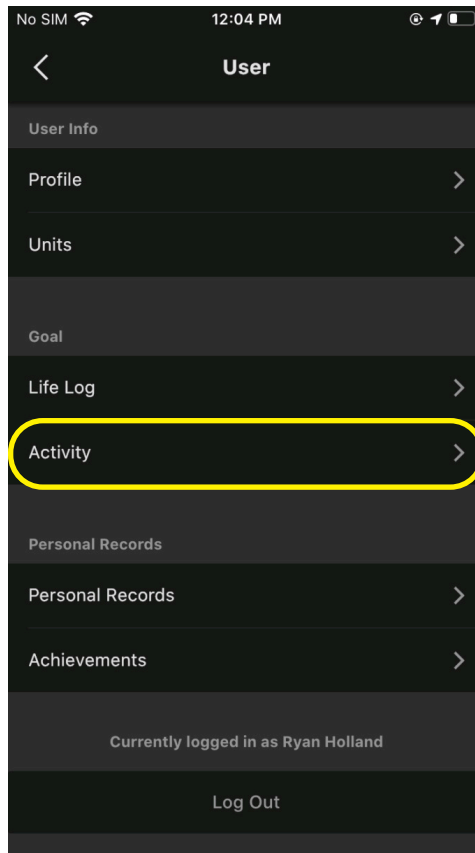 No SIM 12:04 PM
User
User Info
Profile
Units
Goal
Life Log
Activity
Personal Records
Personal Records
Achievements
Currently logged in as Ryan Holland
Log Out